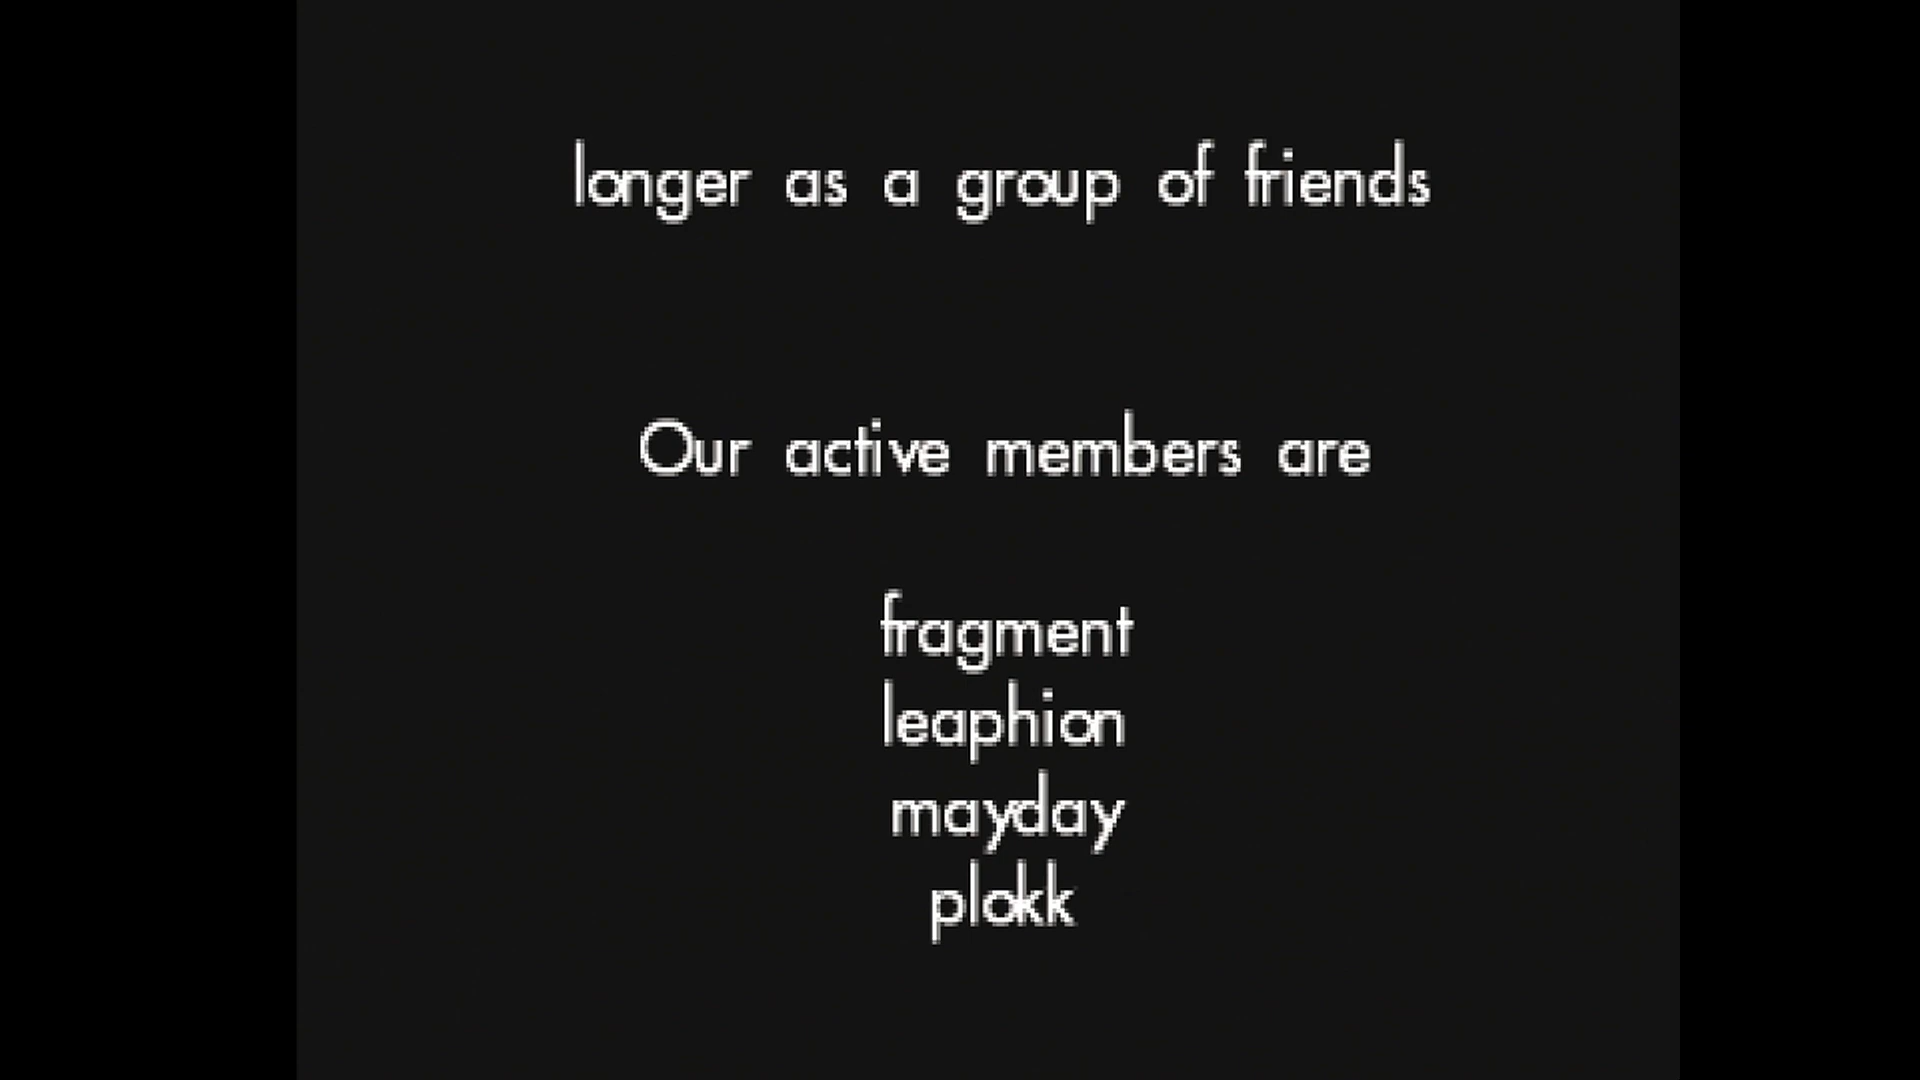 longer as a group of friends
Our active members are
fragment
leaphion
mayday
plokk